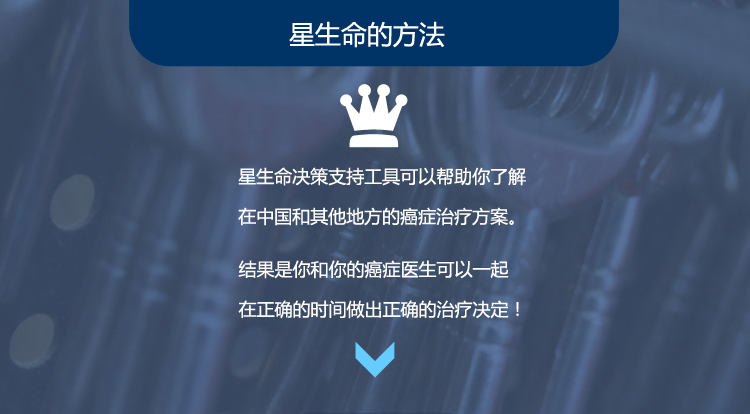 星生命的方法
星生命决策支持工具可以帮助你了解
在中国和其他地方的癌症治疗方案。
结果是你和你的癌症医生可以一起
在正确的时间做出正确的治疗决定！